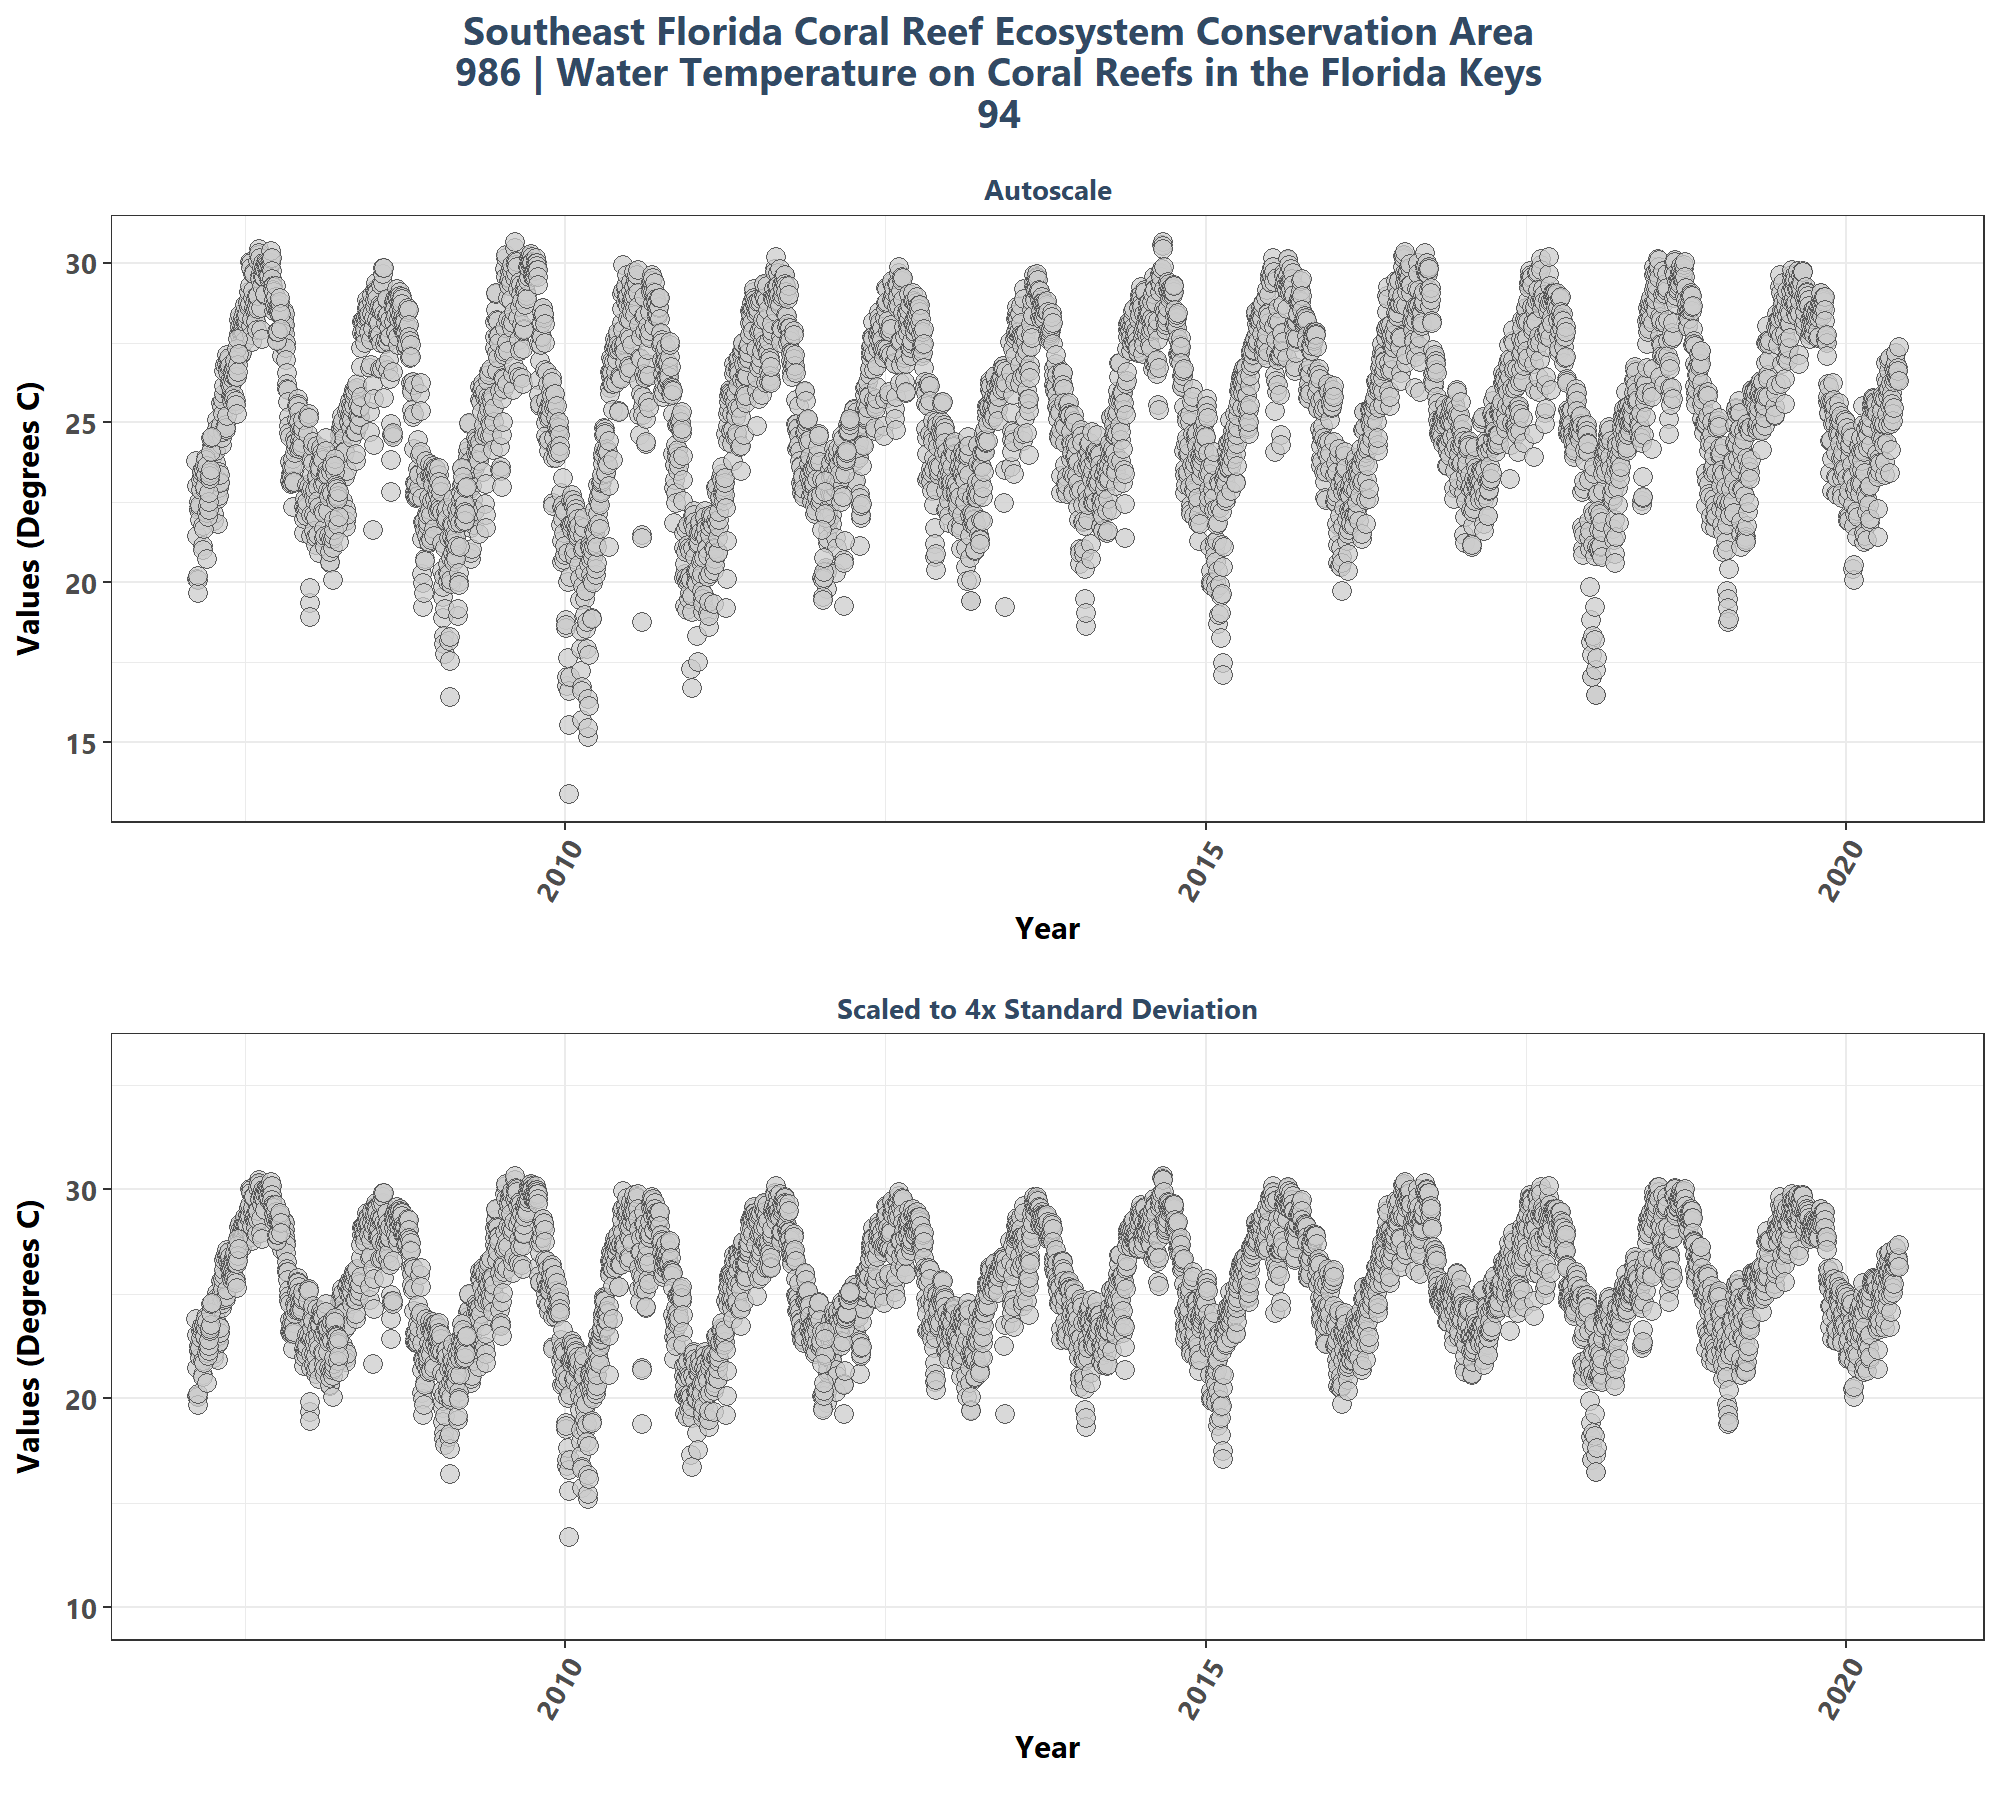 Southeast Florida Coral Reef Ecosystem Conservation Area
986 | Water Temperature on Coral Reefs in the Florida Keys
94
Autoscale
Values (Degrees C)
30
25
20
15
2010
2015
2020
Year
Scaled to 4x Standard Deviation
Values (Degrees C)
30
20
10
2010
2015
2020
Year